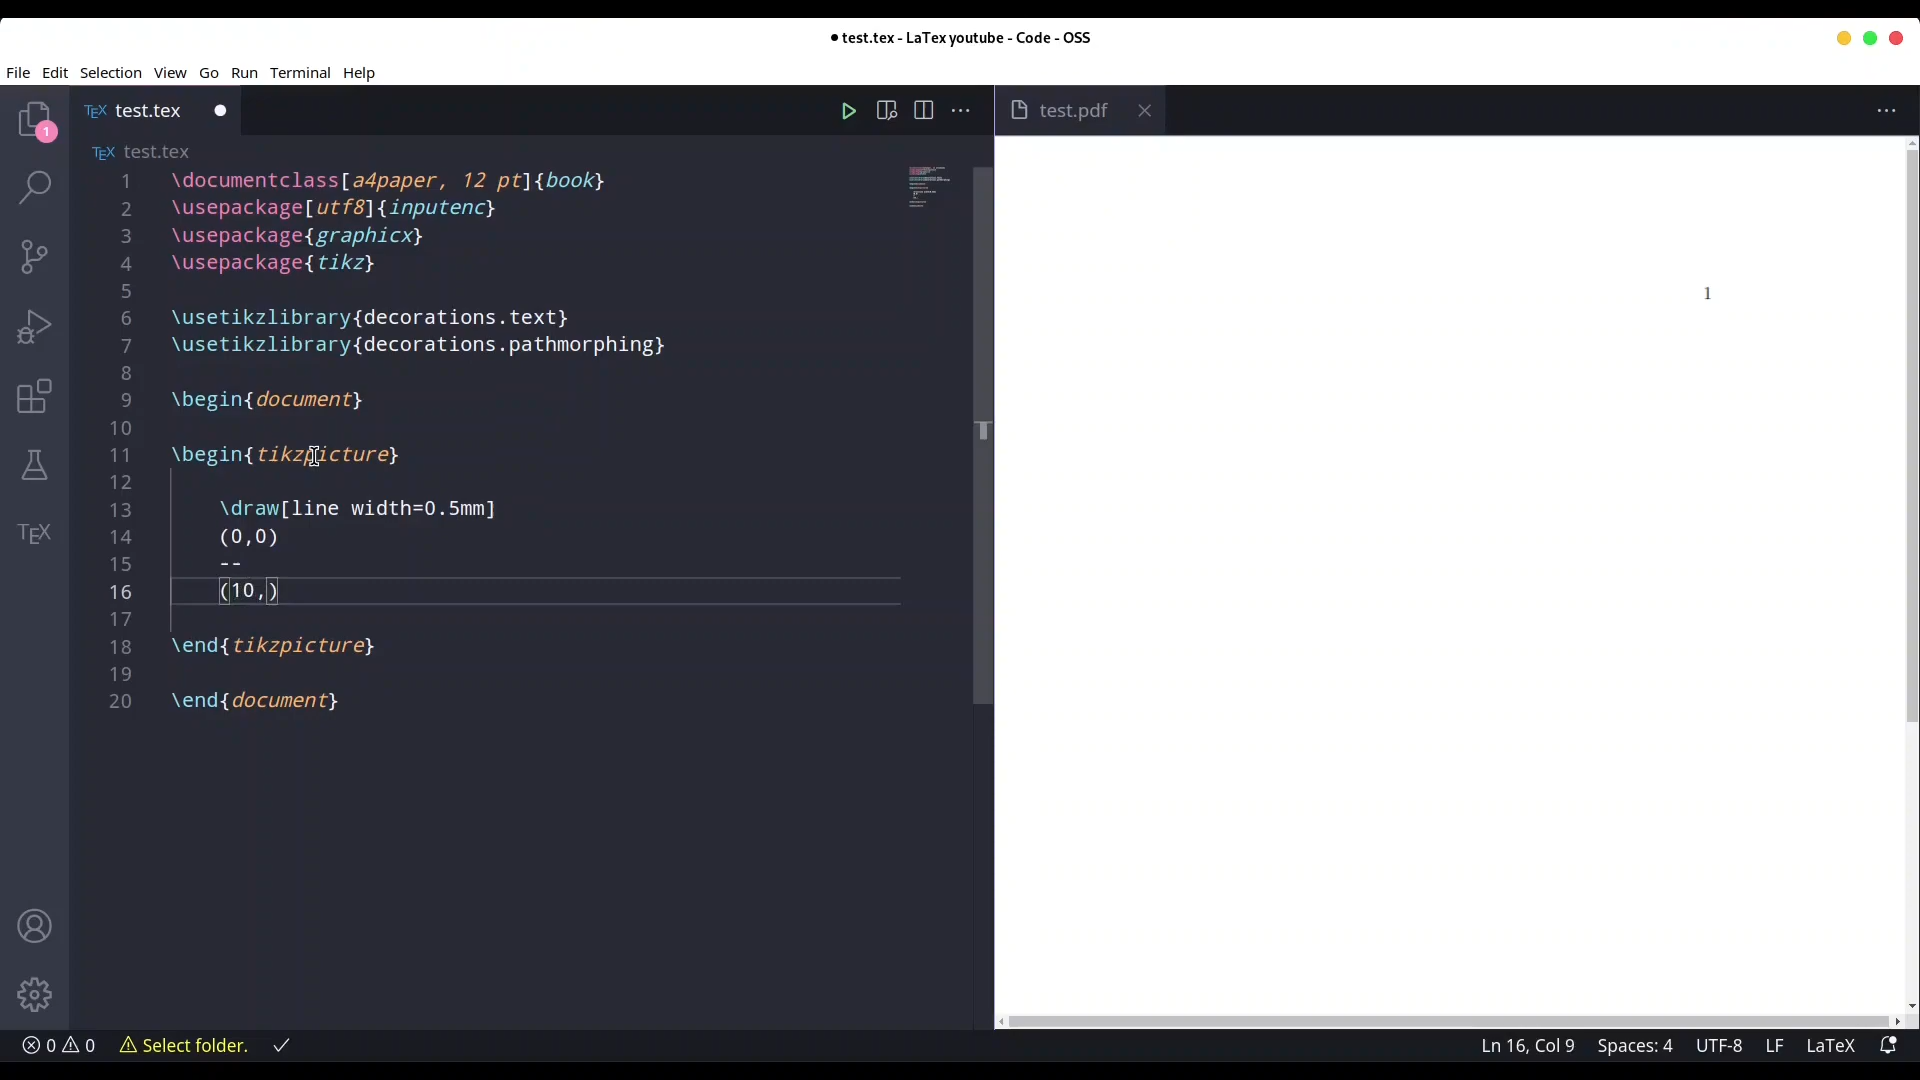 test.tex - LaTex youtube - Code - OSS
File Edit Selection View Go Run Terminal Help
1
TEX test.tex
test.pdf
TEX test.tex
1 \documentclass[a4paper, 12 pt]{book}
2 \usepackage[utf8]{inputenc}
3 \usepackage{graphicx}
4 \usepackage{tikz}
5
6 \usetikzlibrary{decorations.text}
7 \usetikzlibrary{decorations.pathmorphing}
8
9 \begin{document}
10
11 \begin{tikzpicture}
12
13 \draw[line width=0.5mm]
14 (0,0)
15 --
16 (10,)
17
18 \end{tikzpicture}
19
20 \end{document}
1
TEX
0 0 Select folder.
Ln 16, Col 9 Spaces: 4 UTF-8 LF LaTeX